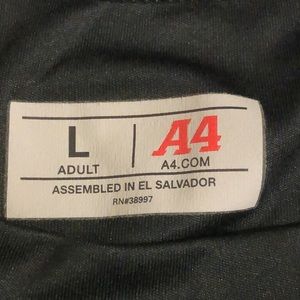 L
ADULT
A4
A4.COM
ASSEMBLED IN EL SALVADOR
RN#38997